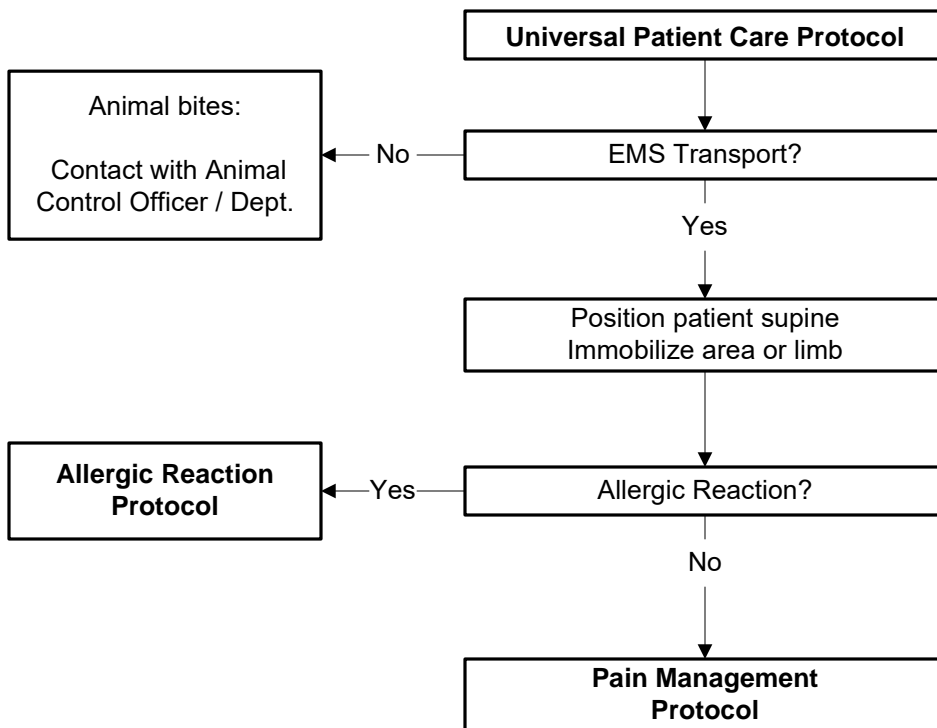 Universal Patient Care Protocol
Animal bites:
Contact with Animal
Control Officer / Dept.
No
EMS Transport?
Yes
Position patient supine
Immobilize area or limb
Allergic Reaction
Protocol
Yes
Allergic Reaction?
No
Pain Management
Protocol